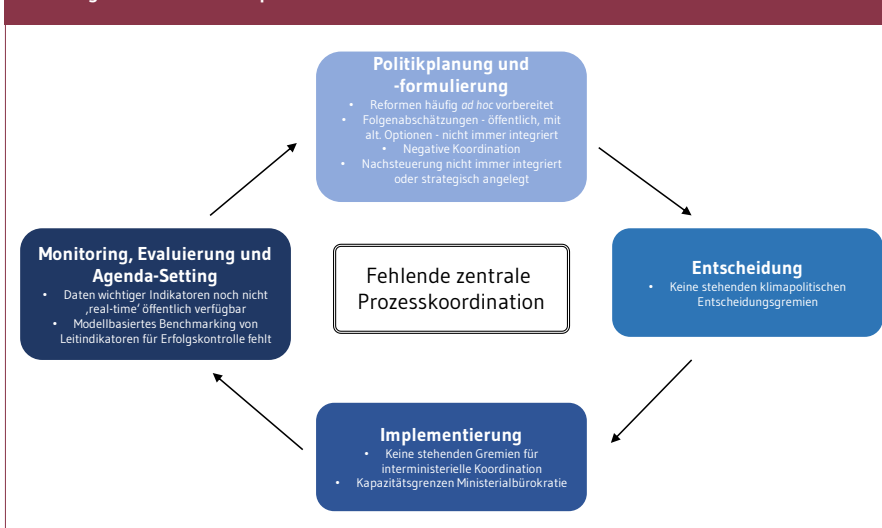 Politikplanung und
-formulierung
• Reformen häufig ad hoc vorbereitet
• Folgenabschätzungen - öffentlich, mit
alt. Optionen - nicht immer integriert
• Negative Koordination
• Nachsteuerung nicht immer integriert
oder strategisch angelegt
Monitoring, Evaluierung und
Agenda-Setting
• Daten wichtiger Indikatoren noch nicht
‚real-time‘ öffentlich verfügbar
• Modellbasiertes Benchmarking von
Leitindikatoren für Erfolgskontrolle fehlt
Fehlende zentrale
Prozesskoordination
Entscheidung
• Keine stehenden klimapolitischen
Entscheidungsgremien
Implementierung
• Keine stehenden Gremien für
interministerielle Koordination
• Kapazitätsgrenzen Ministerialbürokratie